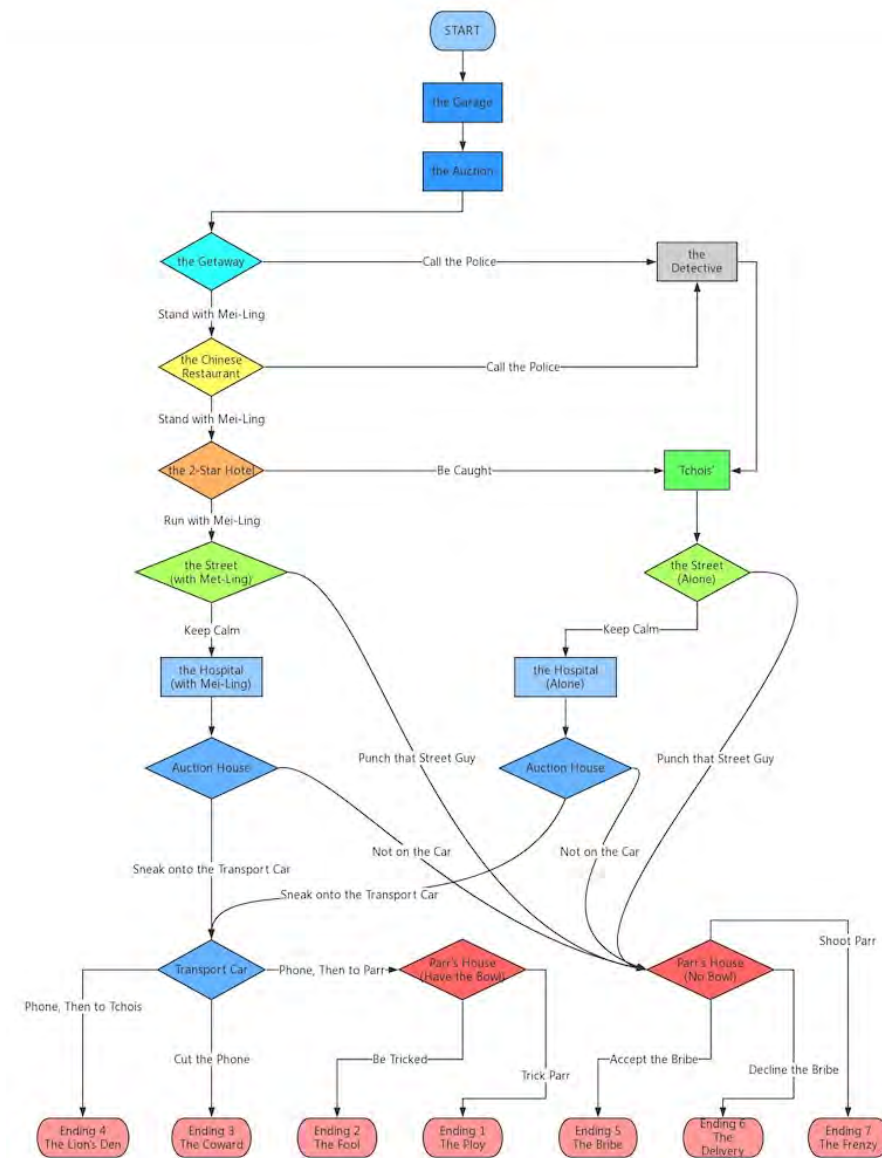 START
the Garage
the Auction
the Getaway
Call the Police
the
Detective
Stand with Mei-Ling
the Chinese
Restaurant
Call the Police
Stand with Mei-Ling
the 2-Star Hotel
Be Caught
'Tchois'
Run with Mei-Ling
the Street
(with Met-Ling)
the Street
(Alone)
Keep Calm
Keep Calm
the Hospital
(with Mei-Ling)
the Hospital
(Alone)
Punch that Street Guy
Punch that Street Guy
Auction House
Auction House
Not on the Car
Not on the Car
Sneak onto the Transport Car
Sneak onto the Transport Car
Shoot Parr
Transport Car
Phone, Then to Parr
Parr's House
(Have the Bowl)
Parr's House
(No Bowl)
Phone, Then to Tchois
Cut the Phone
Be Tricked
Trick Parr
Accept the Bribe
Decline the Bribe
Ending 4
The Lion's Den
Ending 3
The Coward
Ending 2
The Fool
Ending 1
The Ploy
Ending 5
The Bribe
Ending 6
The
Delivery
Ending 7
The Frenzy